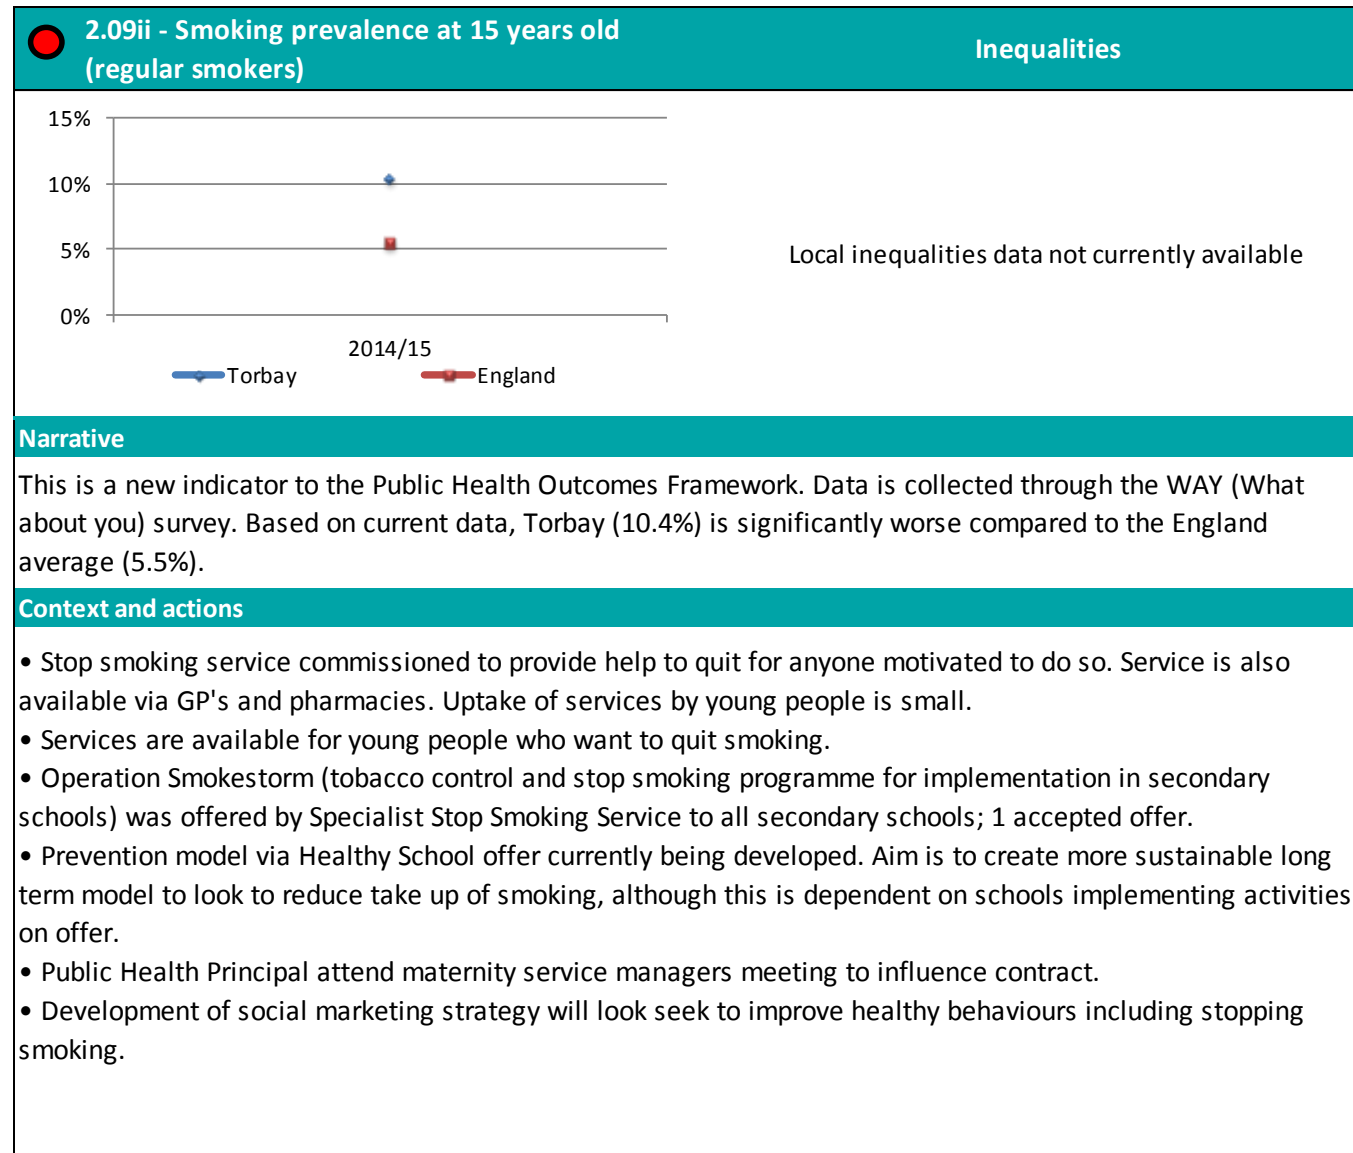 2.09ii - Smoking prevalence at 15 years old
(regular smokers)
Inequalities
15%
10%
5%
0%
2014/15
Torbay
England
Local inequalities data not currently available
Narrative
This is a new indicator to the Public Health Outcomes Framework. Data is collected through the WAY (What
about you) survey. Based on current data, Torbay (10.4%) is significantly worse compared to the England
average (5.5%).
Context and actions
• Stop smoking service commissioned to provide help to quit for anyone motivated to do so. Service is also
available via GP's and pharmacies. Uptake of services by young people is small.
• Services are available for young people who want to quit smoking.
• Operation Smokestorm (tobacco control and stop smoking programme for implementation in secondary
schools) was offered by Specialist Stop Smoking Service to all secondary schools; 1 accepted offer.
• Prevention model via Healthy School offer currently being developed. Aim is to create more sustainable long
term model to look to reduce take up of smoking, although this is dependent on schools implementing activities
on offer.
• Public Health Principal attend maternity service managers meeting to influence contract.
• Development of social marketing strategy will look seek to improve healthy behaviours including stopping
smoking.